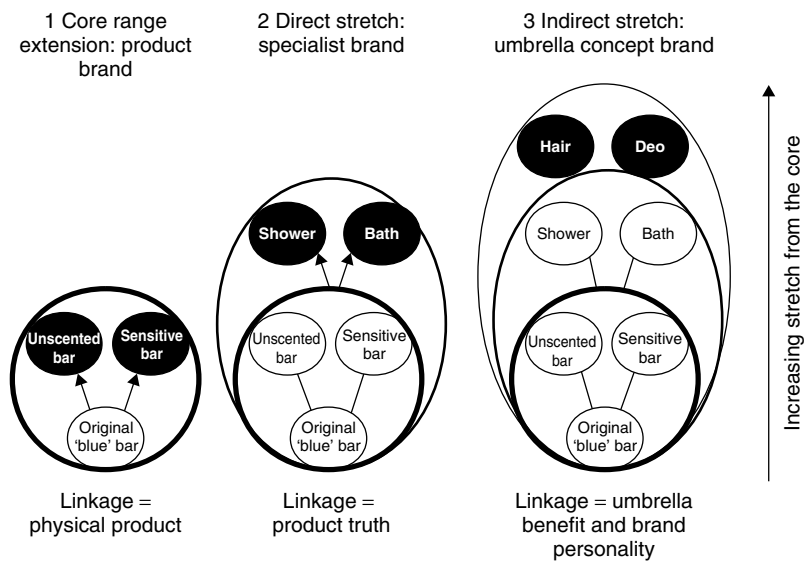 1 Core range
extension: product
brand
2 Direct stretch:
specialist brand
3 Indirect stretch:
umbrella concept brand
Hair
Deo
Shower
Bath
Shower
Bath
Unscented
bar
Sensitive
bar
Original
'blue' bar
Unscented
bar
Sensitive
bar
Original
'blue' bar
Unscented
bar
Sensitive
bar
Original
'blue' bar
Increasing stretch from the core
Linkage =
physical product
Linkage =
product truth
Linkage = umbrella
benefit and brand
personality